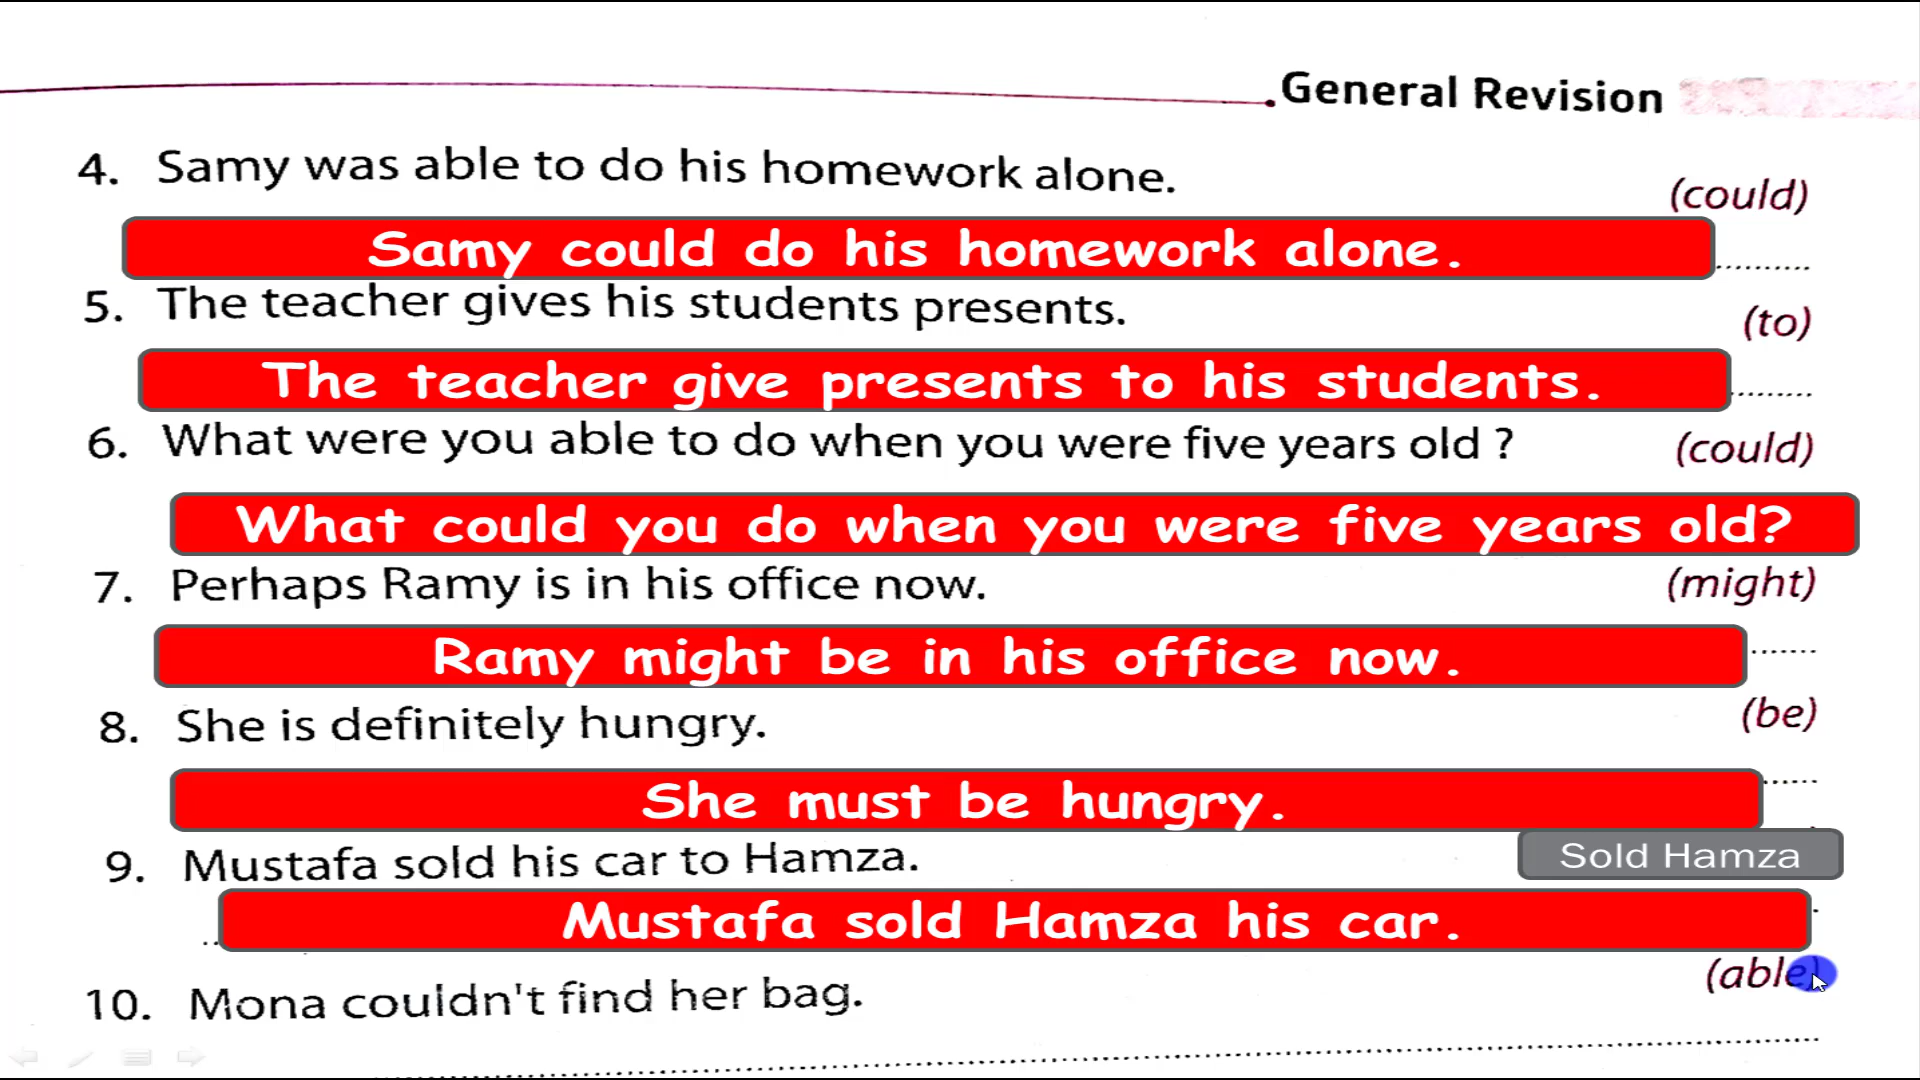 General Revision
4. Samy was able to do his homework alone.
(could)
Samy could do his homework alone.
5. The teacher gives his students presents.
(to)
The teacher give presents to his students.
6. What were you able to do when you were five years old ? (could)
What could you do when you were five years old?
7. Perhaps Ramy is in his office now. (might)
Ramy might be in his office now.
8. She is definitely hungry. (be)
She must be hungry.
9. Mustafa sold his car to Hamza. Sold Hamza
Mustafa sold Hamza his car.
(able)
10. Mona couldn't find her bag.